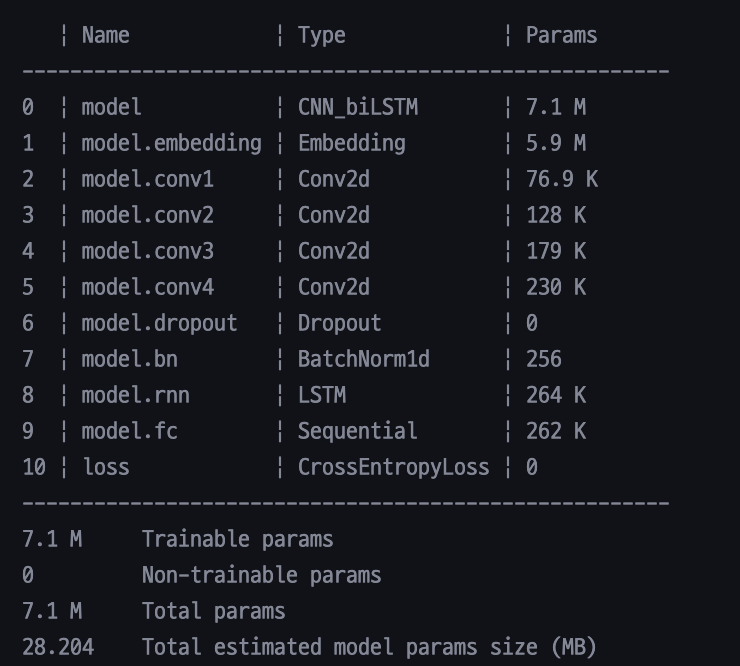 | Name            | Type             | Params
------------------------------------------------------
0  | model           | CNN_biLSTM       | 7.1 M
1  | model.embedding | Embedding        | 5.9 M
2  | model.conv1     | Conv2d           | 76.9 K
3  | model.conv2     | Conv2d           | 128 K
4  | model.conv3     | Conv2d           | 179 K
5  | model.conv4     | Conv2d           | 230 K
6  | model.dropout   | Dropout          | 0
7  | model.bn        | BatchNorm1d      | 256
8  | model.rnn       | LSTM             | 264 K
9  | model.fc        | Sequential       | 262 K
10 | loss            | CrossEntropyLoss | 0
------------------------------------------------------
7.1 M     Trainable params
0         Non-trainable params
7.1 M     Total params
28.204    Total estimated model params size (MB)